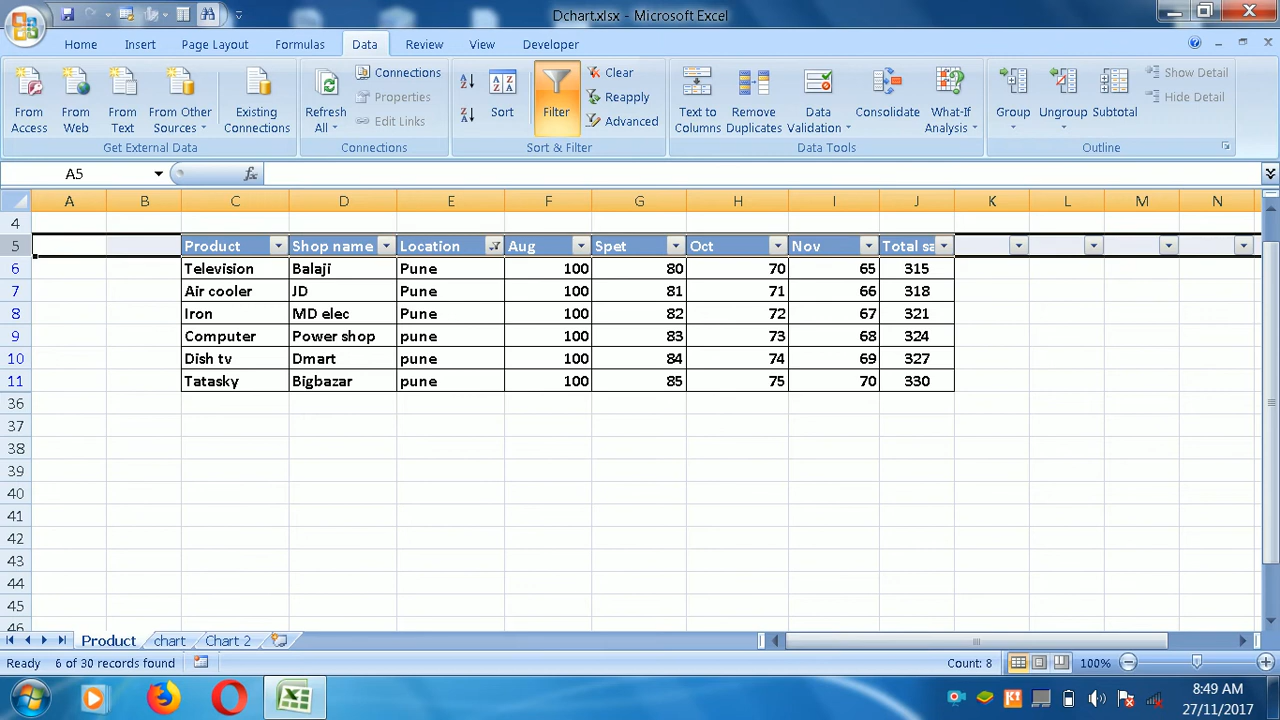 Dchart.xlsx - Microsoft Excel
Home Insert Page Layout Formulas Data Review View Developer
From Access
From Web
From Text
From Other Sources
Existing Connections
Get External Data
Refresh All
Connections
Properties
Edit Links
Connections
Sort
Filter
Clear
Reapply
Advanced
Sort & Filter
Text to Columns
Remove Duplicates
Data Validation
Consolidate
What-If Analysis
Data Tools
Group
Ungroup
Subtotal
Show Detail
Hide Detail
Outline
A5 fx
A B C D E F G H I J K L M N
4
5 Product Shop name Location Aug Spet Oct Nov Total sa
6 Television Balaji Pune 100 80 70 65 315
7 Air cooler JD Pune 100 81 71 66 318
8 Iron MD elec Pune 100 82 72 67 321
9 Computer Power shop pune 100 83 73 68 324
10 Dish tv Dmart pune 100 84 74 69 327
11 Tatasky Bigbazar pune 100 85 75 70 330
36
37
38
39
40
41
42
43
44
45
46
Product chart Chart 2
Ready 6 of 30 records found Count: 8 100%
8:49 AM
27/11/2017